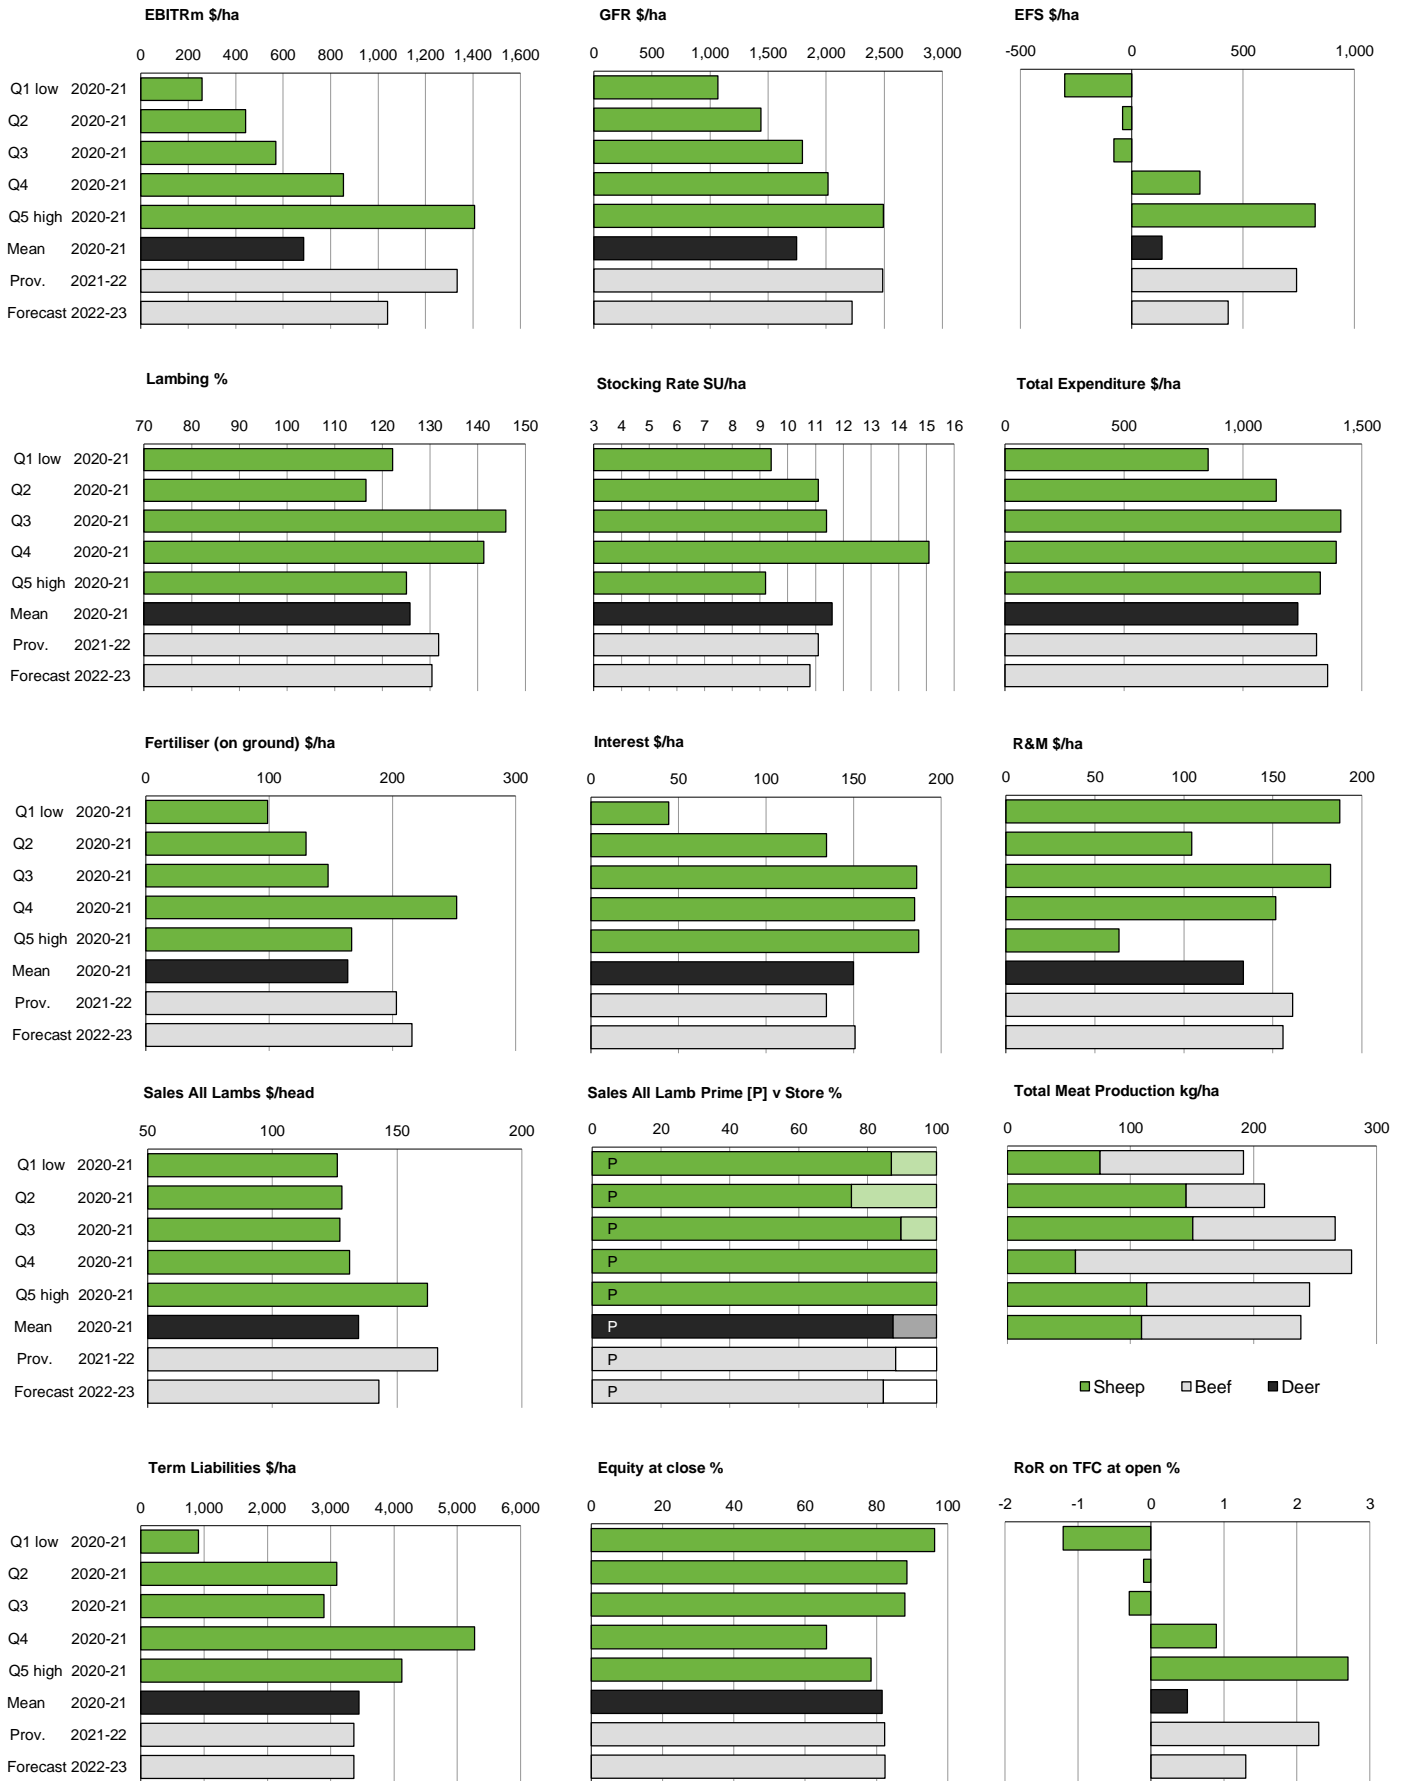 EBITRm $/ha
0 200 400 600 800 1,000 1,200 1,400 1,600
Q1 low 2020-21
Q2 2020-21
Q3 2020-21
Q4 2020-21
Q5 high 2020-21
Mean 2020-21
Prov. 2021-22
Forecast 2022-23
GFR $/ha
0 500 1,000 1,500 2,000 2,500 3,000
EFS $/ha
-500 0 500 1,000
Lambing %
70 80 90 100 110 120 130 140 150
Q1 low 2020-21
Q2 2020-21
Q3 2020-21
Q4 2020-21
Q5 high 2020-21
Mean 2020-21
Prov. 2021-22
Forecast 2022-23
Stocking Rate SU/ha
3 4 5 6 7 8 9 10 11 12 13 14 15 16
Total Expenditure $/ha
0 500 1,000 1,500
Fertiliser (on ground) $/ha
0 100 200 300
Q1 low 2020-21
Q2 2020-21
Q3 2020-21
Q4 2020-21
Q5 high 2020-21
Mean 2020-21
Prov. 2021-22
Forecast 2022-23
Interest $/ha
0 50 100 150 200
R&M $/ha
0 50 100 150 200
Sales All Lambs $/head
50 100 150 200
Q1 low 2020-21
Q2 2020-21
Q3 2020-21
Q4 2020-21
Q5 high 2020-21
Mean 2020-21
Prov. 2021-22
Forecast 2022-23
Sales All Lamb Prime [P] v Store %
0 20 40 60 80 100
P
P
P
P
P
P
P
P
Total Meat Production kg/ha
0 100 200 300
Sheep Beef Deer
Term Liabilities $/ha
0 1,000 2,000 3,000 4,000 5,000 6,000
Q1 low 2020-21
Q2 2020-21
Q3 2020-21
Q4 2020-21
Q5 high 2020-21
Mean 2020-21
Prov. 2021-22
Forecast 2022-23
Equity at close %
0 20 40 60 80 100
RoR on TFC at open %
-2 -1 0 1 2 3